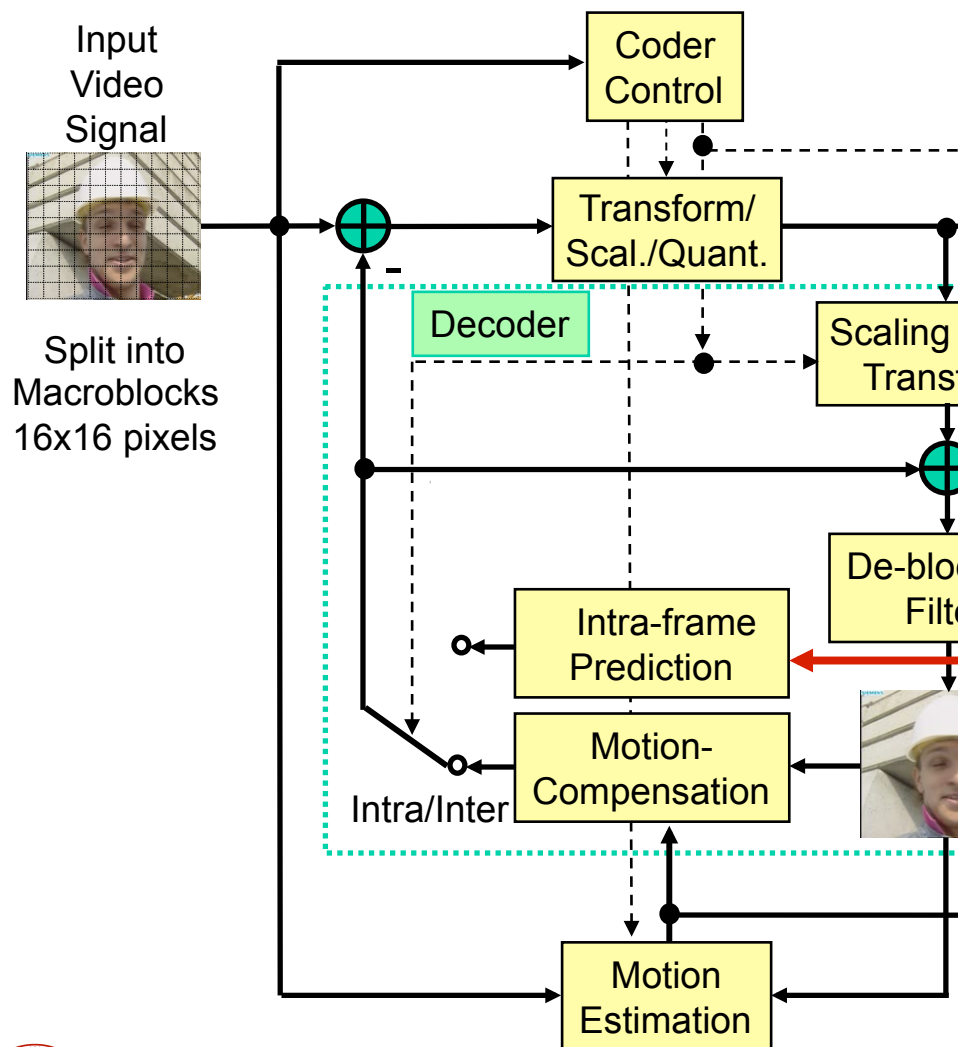 Input
Video
Signal
Coder
Control
Transform/
Scal./Quant.
Split into
Macroblocks
16x16 pixels
Decoder
Scaling
-
Intra-frame
Prediction
Motion-
Compensation
Intra/Inter
Motion
Estimation